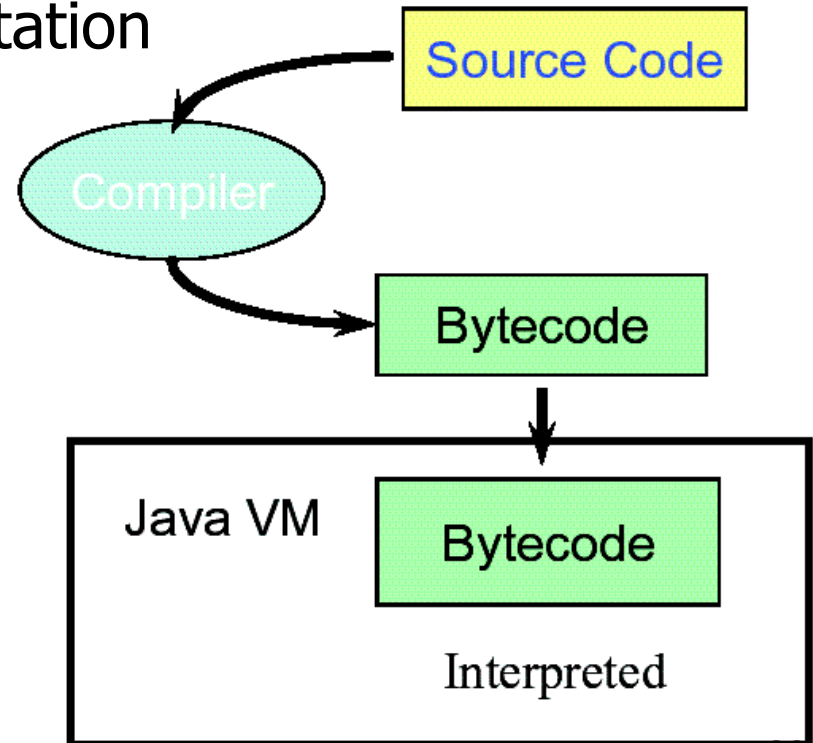 tation
Source Code
Compiler
Bytecode
Java VM
Bytecode
Interpreted